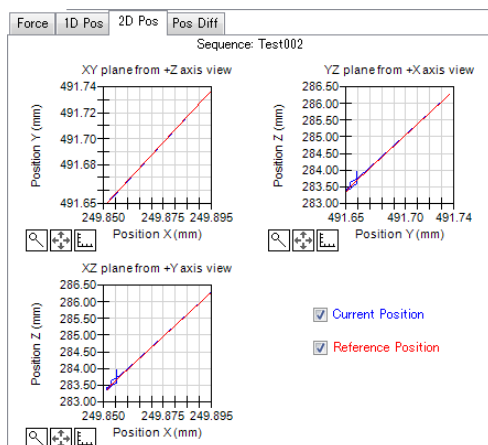 Force 1D Pos 2D Pos Pos Diff
Sequence: Test002
XY plane from +Z axis view
491.74
491.70
491.68
491.65
Position Y (mm)
249.850 249.875 249.895
Position X (mm)
YZ plane from +X axis view
286.50
286.00
285.50
285.00
284.50
284.00
283.50
283.00
Position Z (mm)
491.65 491.70 491.74
Position Y (mm)
XZ plane from +Y axis view
286.50
286.00
285.50
285.00
284.50
284.00
283.50
283.00
Position Z (mm)
249.850 249.875 249.895
Position X (mm)
Current Position
Reference Position